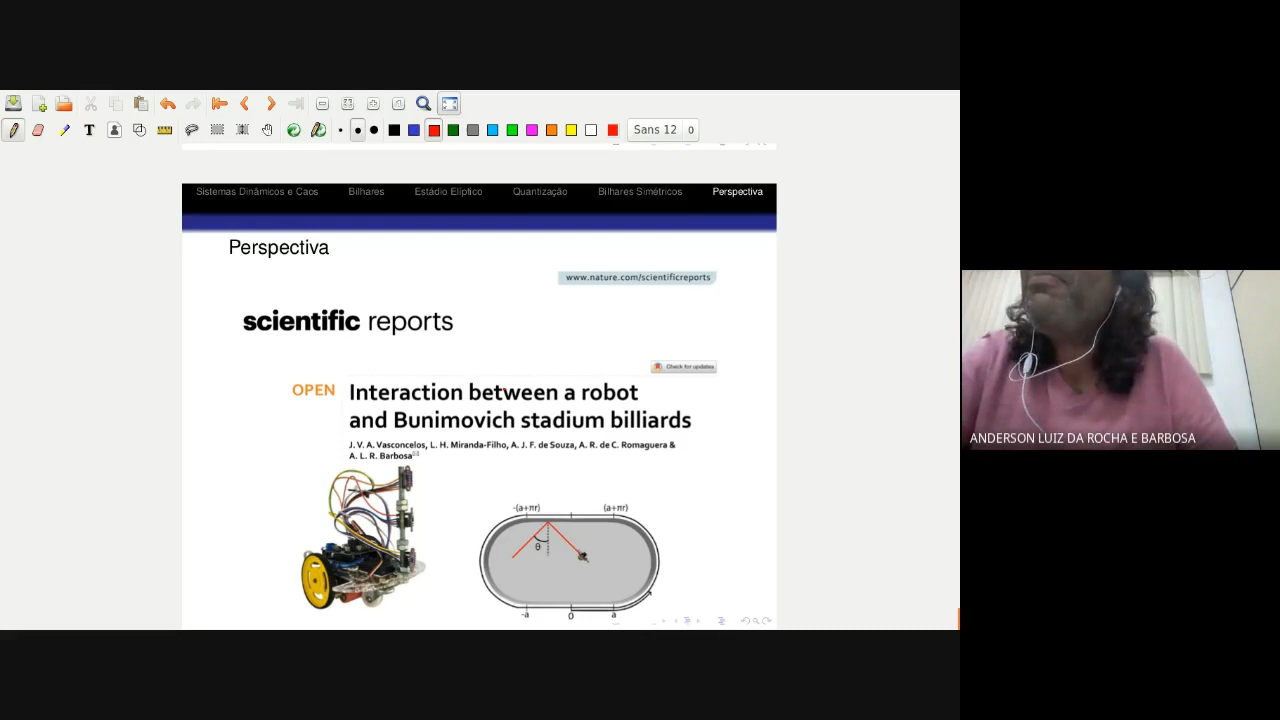 T
Sans 12 0
Sistemas Dinâmicos e Caos Bilhares Estádio Elíptico Quantização Bilhares Simétricos Perspectiva
Perspectiva
www.nature.com/scientificreports
scientific reports
Check for updates
OPEN
Interaction between a robot
and Bunimovich stadium billiards
J. V. A. Vasconcelos, L. H. Miranda-Filho, A. J. F. de Souza, A. R. de C. Romaguera &
A. L. R. Barbosa
-(a+πr) (a+πr)
θ
-a 0 a
ANDERSON LUIZ DA ROCHA E BARBOSA